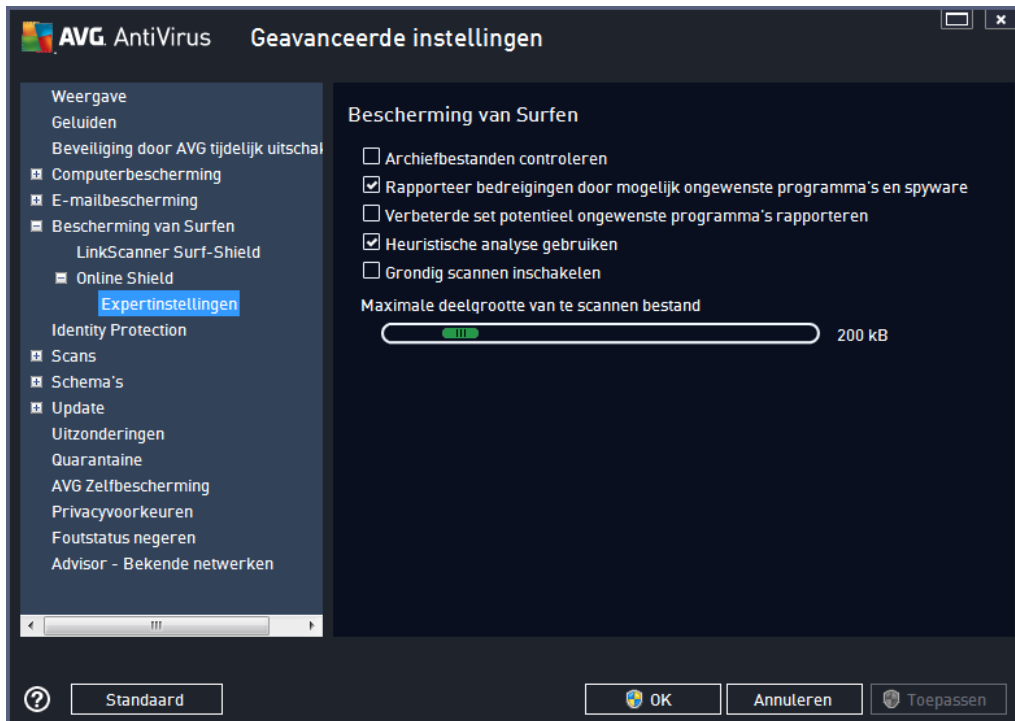 AVG. AntiVirus Geavanceerde instellingen
Weergave
Geluiden
Beveiliging door AVG tijdelijk uitschal
Computerbescherming
E-mailbescherming
Bescherming van Surfen
LinkScanner Surf-Shield
Online Shield
Expertinstellingen
Identity Protection
Scans
Schema's
Update
Uitzonderingen
Quarantaine
AVG Zelfbescherming
Privacyvoorkeuren
Foutstatus negeren
Advisor - Bekende netwerken
Bescherming van Surfen
Archiefbestanden controleren
Rapporteer bedreigingen door mogelijk ongewenste programma's en spyware
Verbeterde set potentieel ongewenste programma's rapporteren
Heuristische analyse gebruiken
Grondig scannen inschakelen
Maximale deelgrootte van te scannen bestand
200 kB
? Standaard OK Annuleren Toepassen